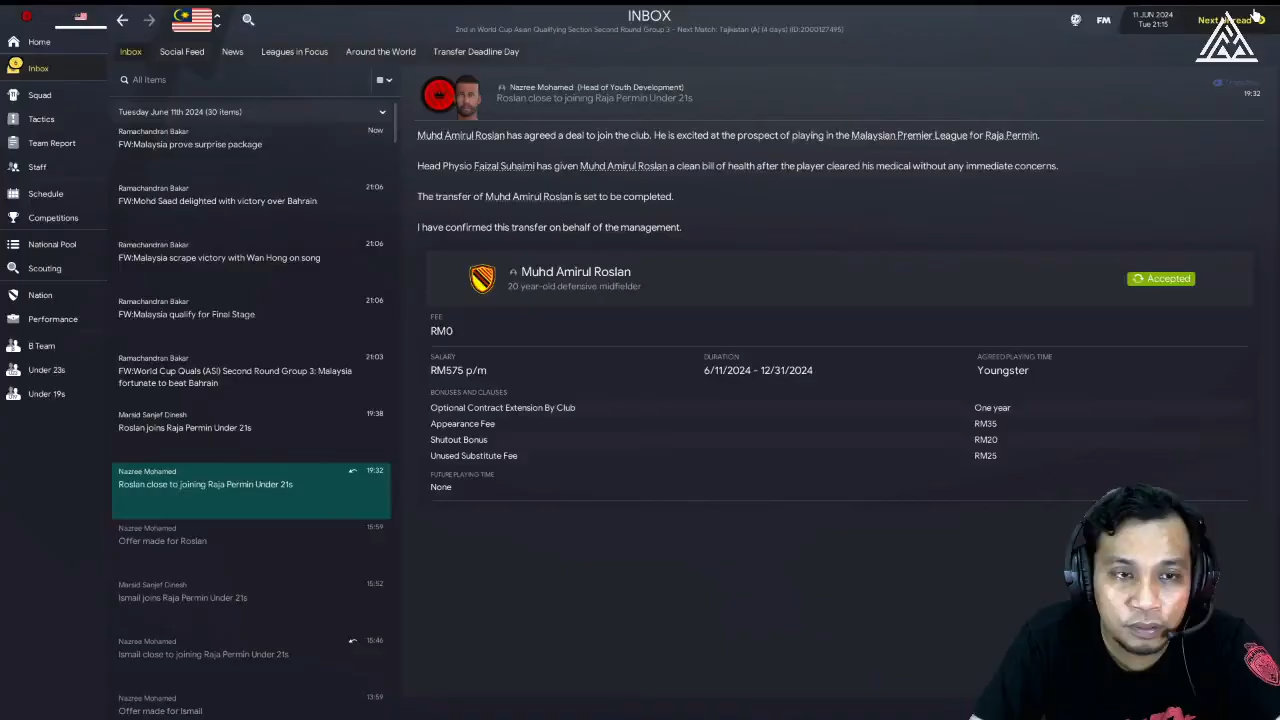 INBOX
2nd in World Cup Asian Qualifying Section Second Round Group 3 - Next Match: Tajikistan (A) (4 days) (ID:2000127495)
FM
11 JUN 2024
Tue 21:15
Home
6
Inbox
Squad
Tactics
Team Report
Staff
Schedule
Competitions
National Pool
Scouting
Nation
Performance
B Team
Under 23s
Under 19s
Inbox
Social Feed
News
Leagues in Focus
Around the World
Transfer Deadline Day
All Items
Tuesday June 11th 2024 (30 items)
Ramachandran Bakar
Now
FW:Malaysia prove surprise package
Ramachandran Bakar
21:06
FW:Mohd Saad delighted with victory over Bahrain
Ramachandran Bakar
21:06
FW:Malaysia scrape victory with Wan Hong on song
Ramachandran Bakar
21:06
FW:Malaysia qualify for Final Stage
Ramachandran Bakar
21:03
FW:World Cup Quals (ASI) Second Round Group 3: Malaysia
fortunate to beat Bahrain
Marsid Sanjef Dinesh
19:38
Roslan joins Raja Permin Under 21s
Nazree Mohamed
19:32
Roslan close to joining Raja Permin Under 21s
Nazree Mohamed
15:59
Offer made for Roslan
Marsid Sanjef Dinesh
15:52
Ismail joins Raja Permin Under 21s
Nazree Mohamed
15:46
Ismail close to joining Raja Permin Under 21s
Nazree Mohamed
13:59
Offer made for Ismail
Nazree Mohamed (Head of Youth Development)
Roslan close to joining Raja Permin Under 21s
19:32
Muhd Amirul Roslan has agreed a deal to join the club. He is excited at the prospect of playing in the Malaysian Premier League for Raja Permin.
Head Physio Faizal Suhaimi has given Muhd Amirul Roslan a clean bill of health after the player cleared his medical without any immediate concerns.
The transfer of Muhd Amirul Roslan is set to be completed.
I have confirmed this transfer on behalf of the management.
Muhd Amirul Roslan
20 year-old defensive midfielder
Accepted
FEE
RM0
SALARY
RM575 p/m
DURATION
6/11/2024 - 12/31/2024
AGREED PLAYING TIME
Youngster
BONUSES AND CLAUSES
Optional Contract Extension By Club
One year
Appearance Fee
RM35
Shutout Bonus
RM20
Unused Substitute Fee
RM25
FUTURE PLAYING TIME
None